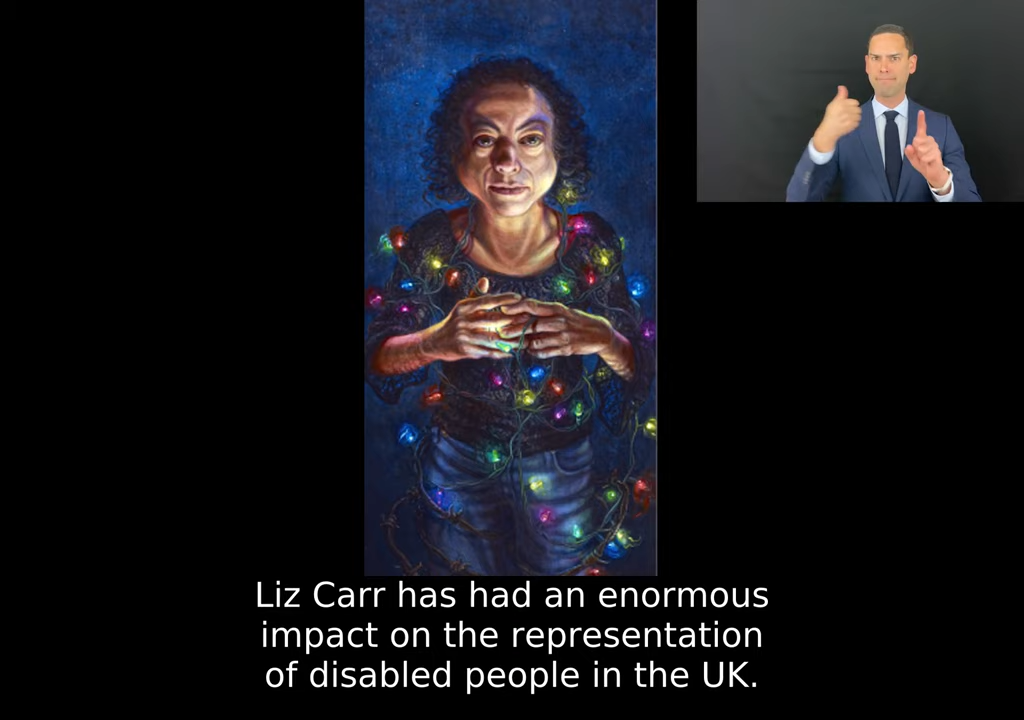 Liz Carr has had an enormous
impact on the representation
of disabled people in the UK.